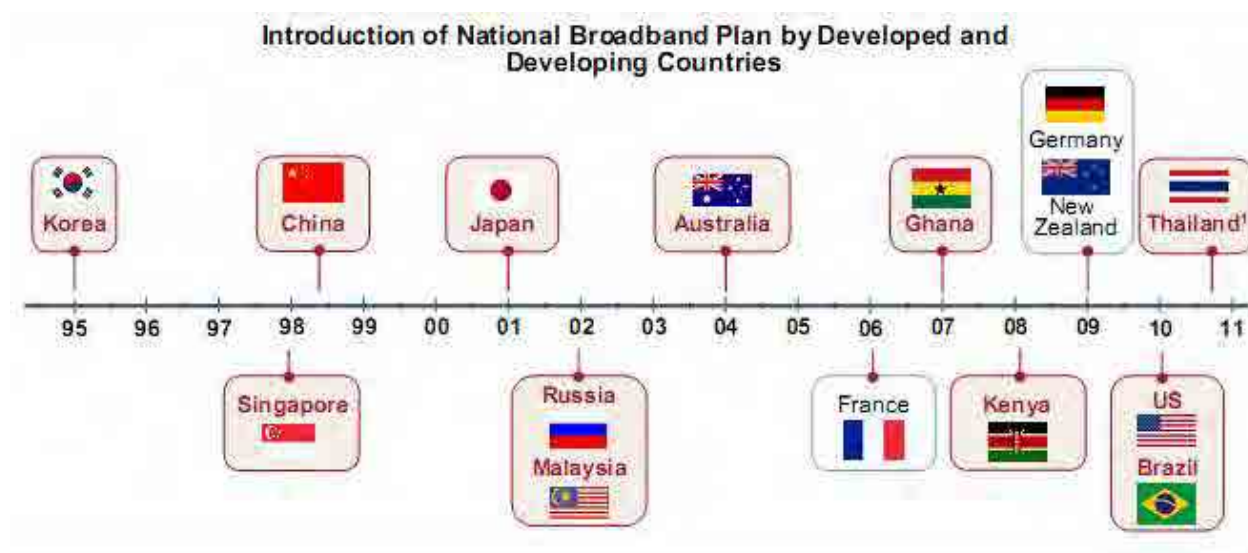 Introduction of National Broadband Plan by Developed and
Developing Countries
Korea
China
Japan
Australia
Ghana
Germany
New
Zealand
Thailand¹
95 96 97 98 99 00 01 02 03 04 05 06 07 08 09 10 11
Singapore
Russia
Malaysia
France
Kenya
US
Brazil